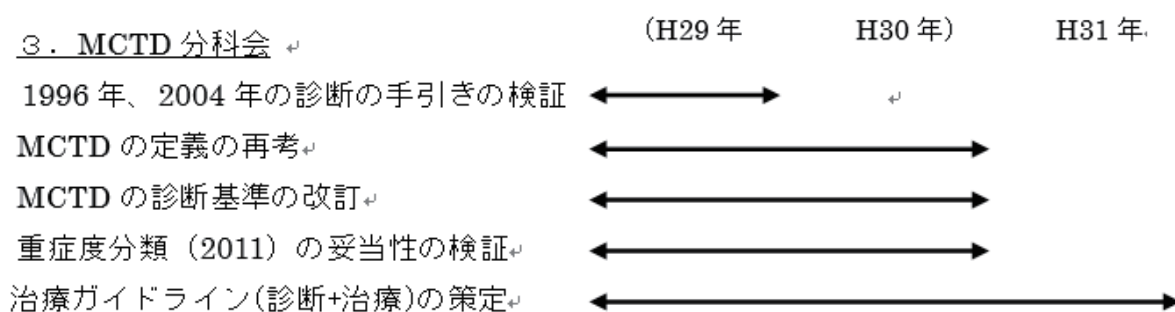 (H29 年 H30 年) H31 年
３．MCTD 分科会
1996 年、2004 年の診断の手引きの検証
MCTD の定義の再考
MCTD の診断基準の改訂
重症度分類（2011）の妥当性の検証
治療ガイドライン(診断+治療)の策定